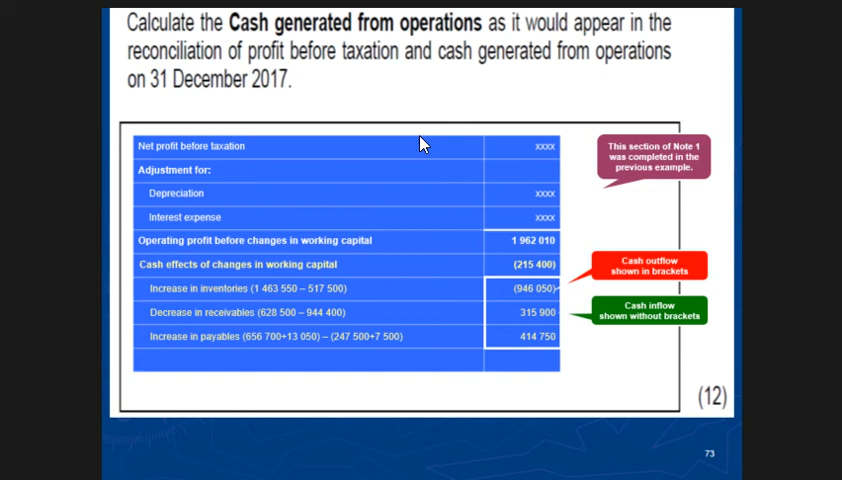 Calculate the Cash generated from operations as it would appear in the
reconciliation of profit before taxation and cash generated from operations
on 31 December 2017.
Net profit before taxation xxxx
Adjustment for:
Depreciation xxxx
Interest expense xxxx
Operating profit before changes in working capital 1 962 010
Cash effects of changes in working capital (215 400)
Increase in inventories (1 463 550 – 517 500) (946 050)
Decrease in receivables (628 500 – 944 400) 315 900
Increase in payables (656 700+13 050) – (247 500+7 500) 414 750
This section of Note 1
was completed in the
previous example.
Cash outflow
shown in brackets
Cash inflow
shown without brackets
(12)
73